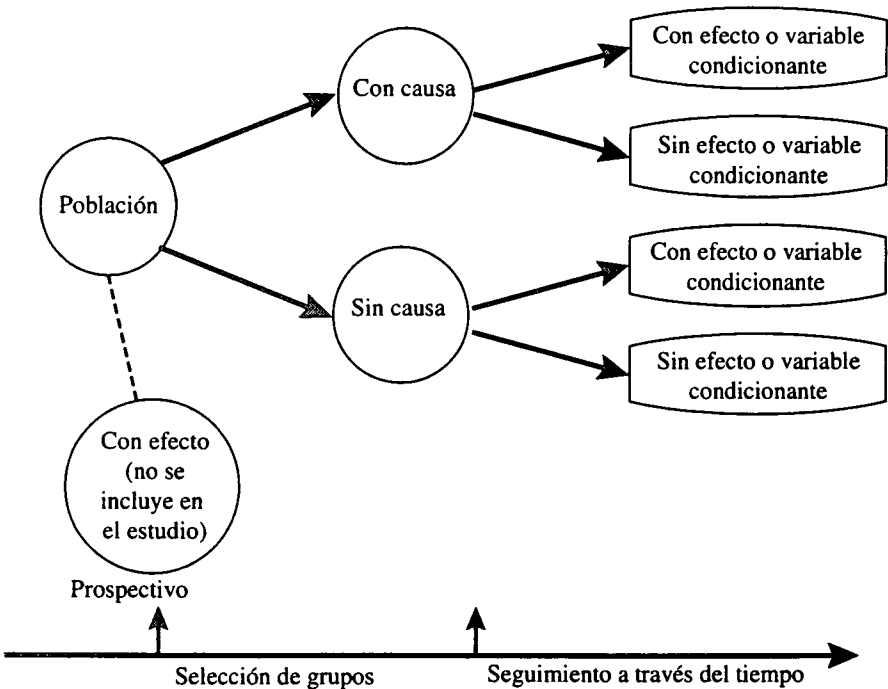 Con efecto o variable
condicionante
Con causa
Sin efecto o variable
condicionante
Población
Con efecto o variable
condicionante
Sin causa
Sin efecto o variable
condicionante
Con efecto
(no se
incluye en
el estudio)
Prospectivo
Selección de grupos
Seguimiento a través del tiempo